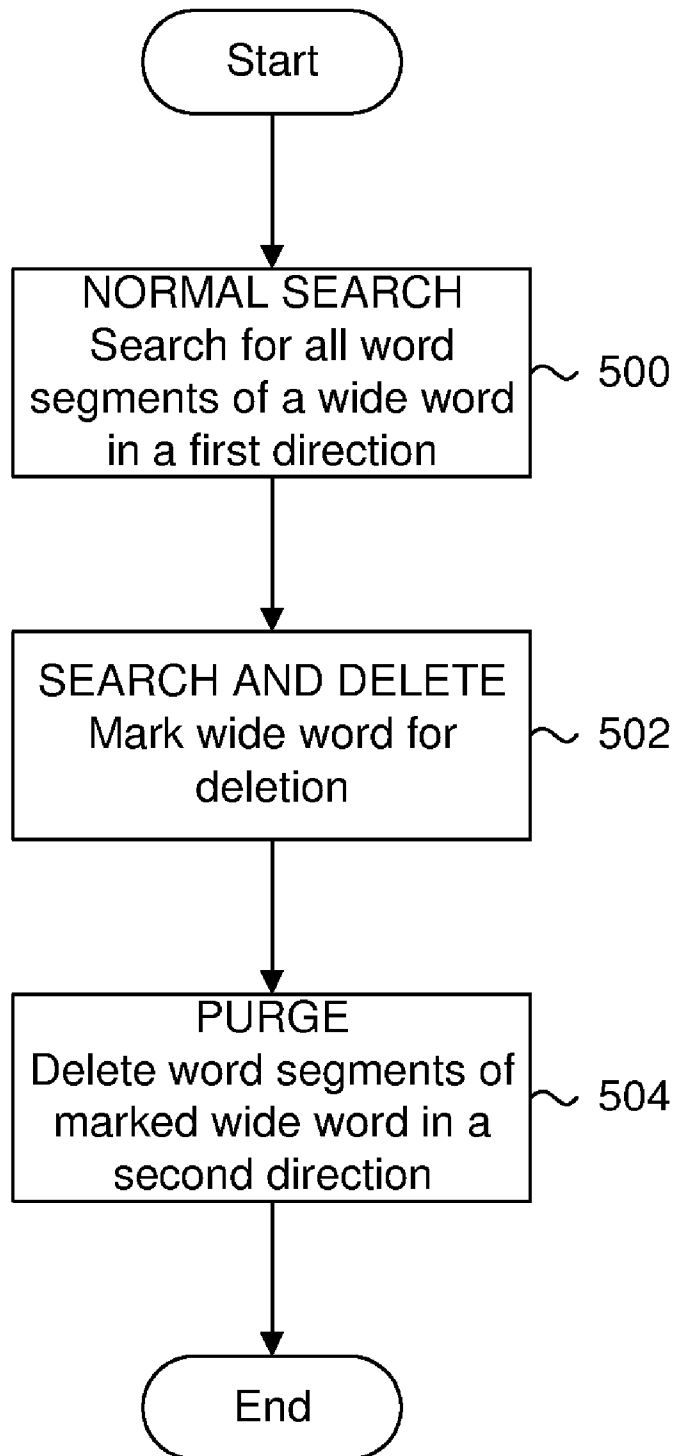 Start
NORMAL SEARCH
Search for all word
segments of a wide word
in a first direction
500
SEARCH AND DELETE
Mark wide word for
deletion
502
PURGE
Delete word segments of
marked wide word in a
second direction
504
End